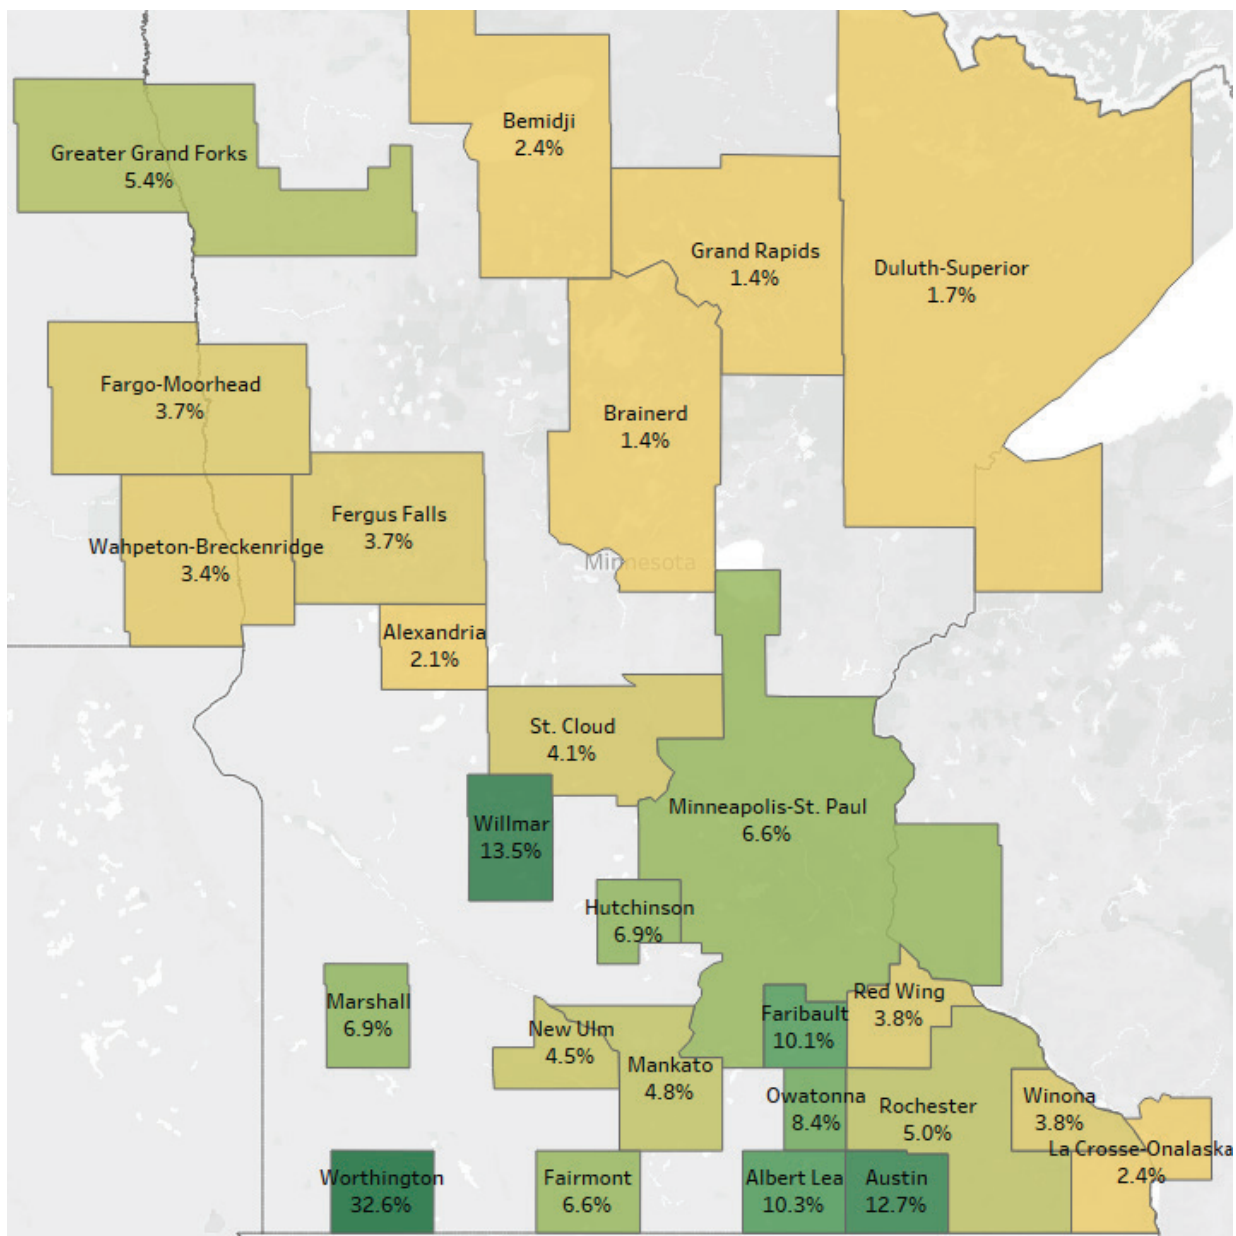 Bemidji
2.4%
Greater Grand Forks
5.4%
Grand Rapids
1.4%
Duluth-Superior
1.7%
Fargo-Moorhead
3.7%
Brainerd
1.4%
Fergus Falls
3.7%
Wahpeton-Breckenridge
3.4%
Minnesota
Alexandria
2.1%
St. Cloud
4.1%
Minneapolis-St. Paul
6.6%
Willmar
13.5%
Hutchinson
6.9%
Marshall
6.9%
Red Wing
3.8%
Faribault
10.1%
New Ulm
4.5%
Mankato
4.8%
Owatonna
8.4%
Rochester
5.0%
Winona
3.8%
La Crosse-Onalaska
2.4%
Worthington
32.6%
Fairmont
6.6%
Albert Lea
10.3%
Austin
12.7%